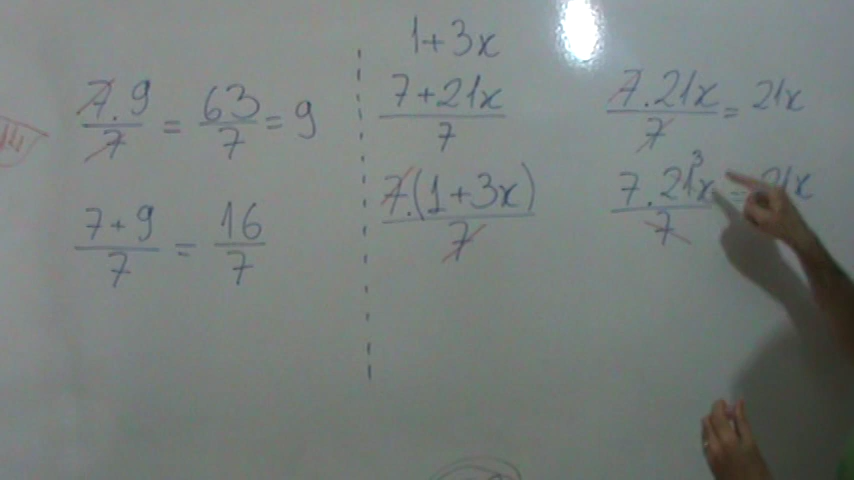 7.9/7 = 63/7 = 9
7+9/7 = 16/7
1+3x
7+21x/7
7.(1+3x)/7
7.21x/7 = 21x
7.21³x/7 = 21x